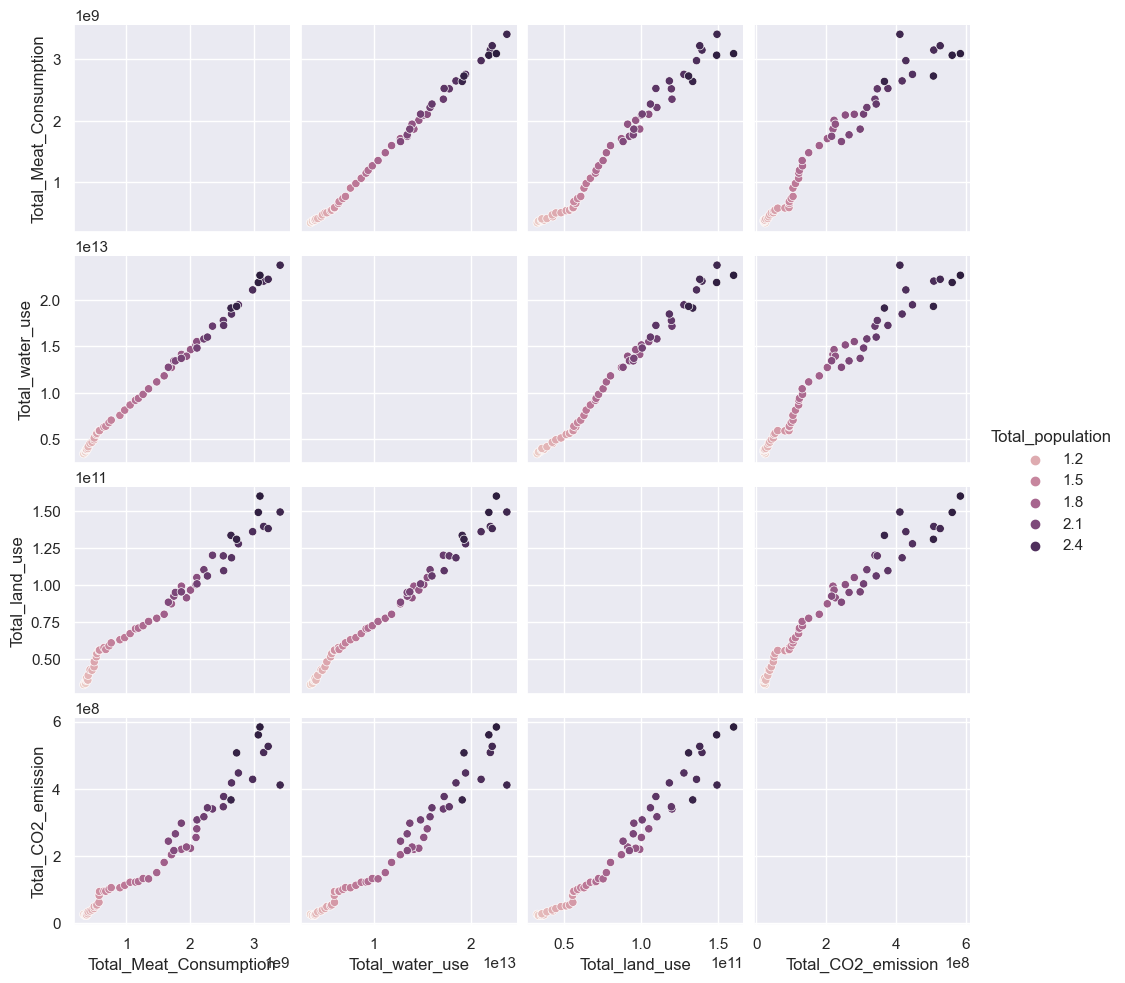 1e9
Total_Meat_Consumption
3
2
1
1e13
Total_water_use
2.0
1.5
1.0
0.5
1e11
Total_land_use
1.50
1.25
1.00
0.75
0.50
1e8
Total_CO2_emission
6
4
2
0
1 2 3
Total_Meat_Consumption 1e9
1 2
Total_water_use 1e13
0.5 1.0 1.5
Total_land_use 1e11
0 2 4 6
Total_CO2_emission 1e8
Total_population
1.2
1.5
1.8
2.1
2.4